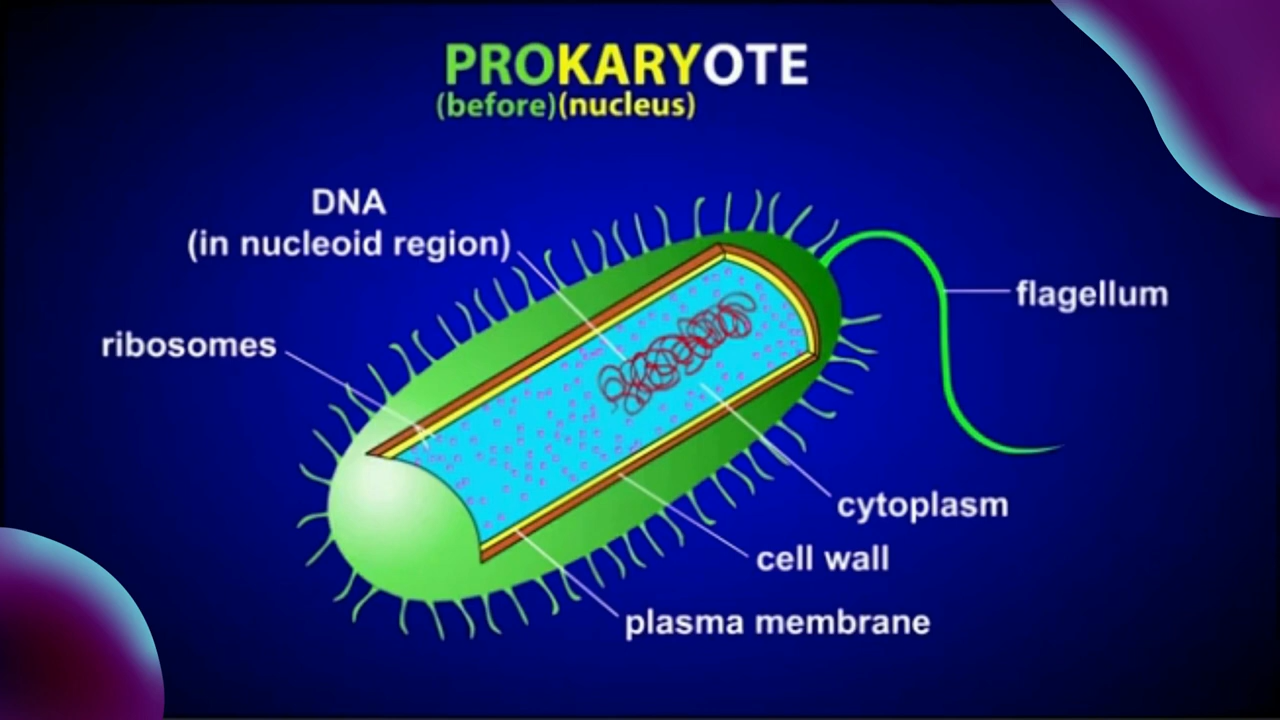 PROKARYOTE
(before)(nucleus)
DNA
(in nucleoid region)
ribosomes
flagellum
cytoplasm
cell wall
plasma membrane